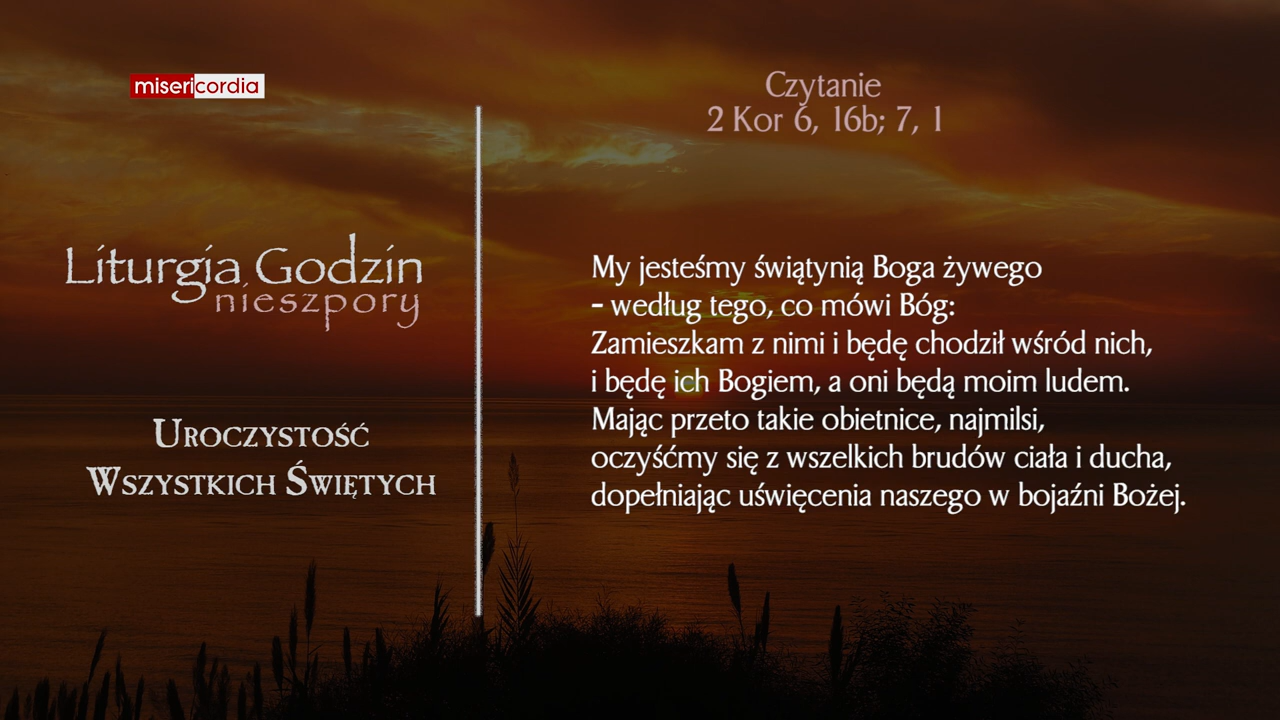 misericordia
Liturgia Godzin
nieszpory
Uroczystość
Wszystkich Świętych
Czytanie
2 Kor 6, 16b; 7, 1
My jesteśmy świątynią Boga żywego
– według tego, co mówi Bóg:
Zamieszkam z nimi i będę chodził wśród nich,
i będę ich Bogiem, a oni będą moim ludem.
Mając przeto takie obietnice, najmilsi,
oczyśćmy się z wszelkich brudów ciała i ducha,
dopełniając uświęcenia naszego w bojaźni Bożej.